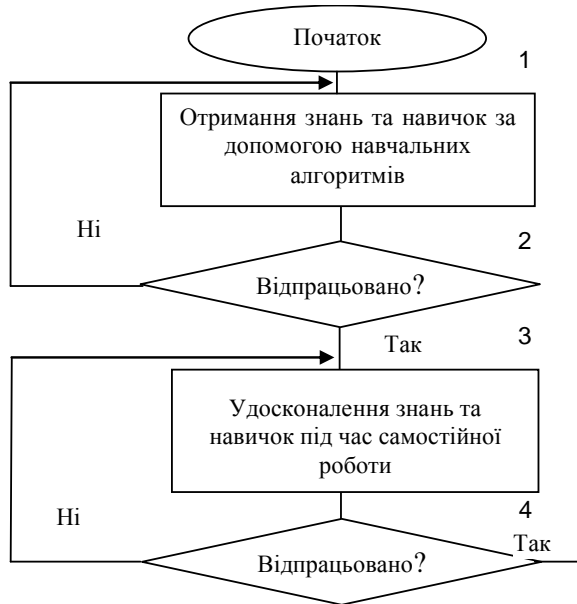 Початок
1
Отримання знань та навичок за
допомогою навчальних
алгоритмів
Ні
2
Відпрацьовано?
Так
3
Удосконалення знань та
навичок під час самостійної
роботи
Ні
4
Відпрацьовано?
Так